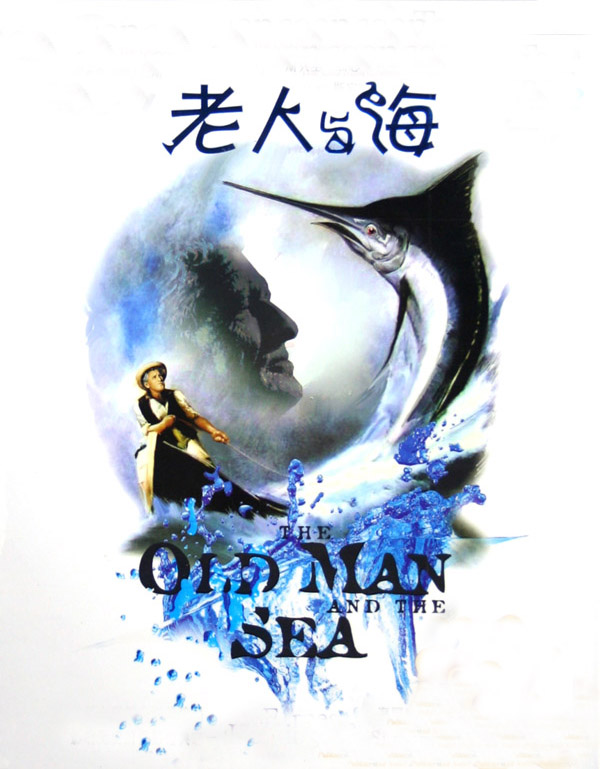 老人与海
THE
OLD MAN
AND THE
SEA